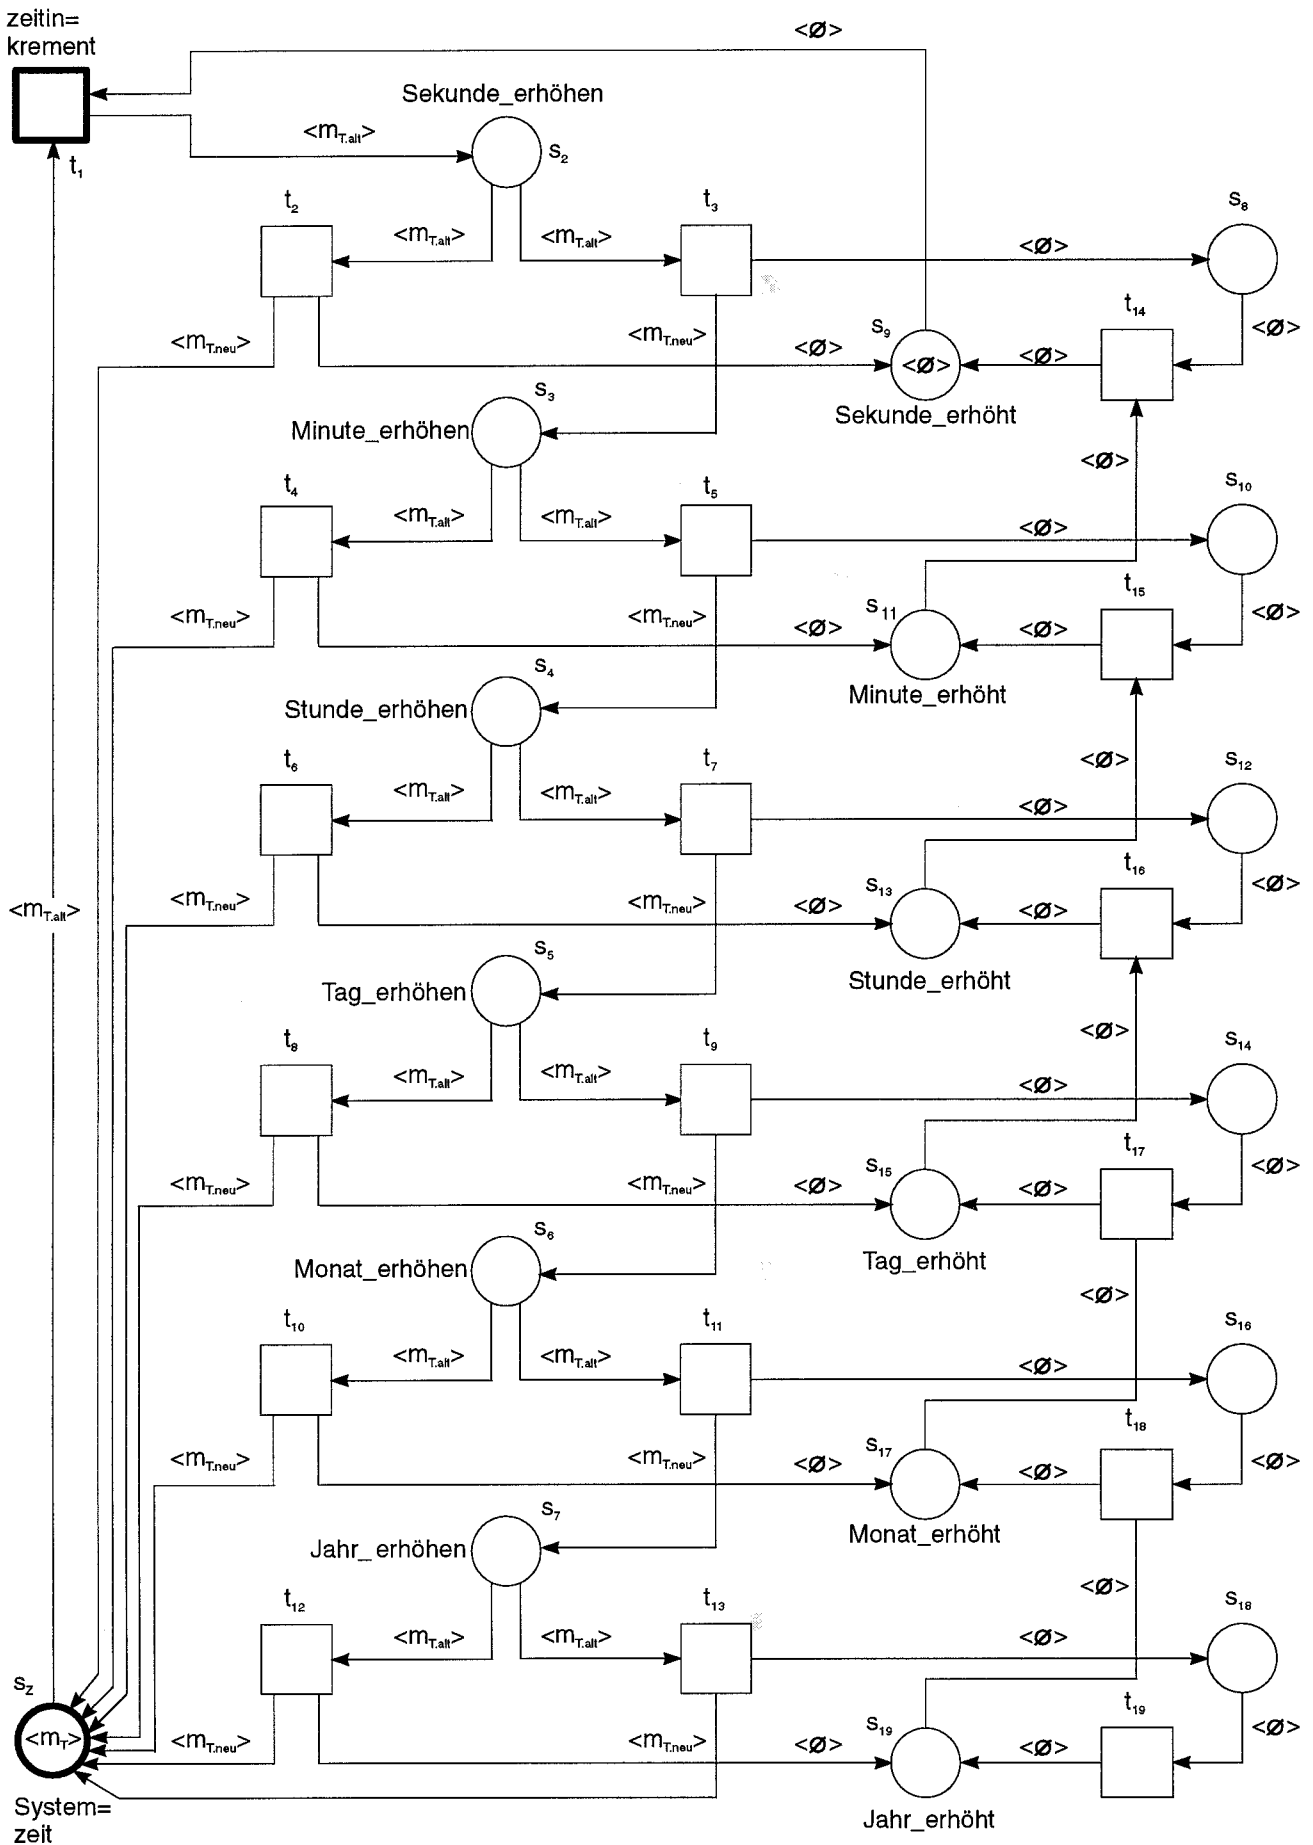 zeitin=
krement
<Ø>
Sekunde_erhöhen
<mT.alt>
s2
t1
t2
t3
s8
<mT.alt>
<mT.alt>
<Ø>
t14
<mT.neu>
<mT.neu>
<Ø>
s9
<Ø>
<Ø>
<Ø>
Sekunde_erhöht
s3
Minute_erhöhen
<Ø>
t4
t5
s10
<mT.alt>
<mT.alt>
<Ø>
t15
<mT.neu>
<mT.neu>
<Ø>
s11
<Ø>
<Ø>
Minute_erhöht
s4
Stunde_erhöhen
<Ø>
t6
t7
s12
<mT.alt>
<mT.alt>
<Ø>
t16
<mT.alt>
<mT.neu>
<mT.neu>
<Ø>
s13
<Ø>
<Ø>
Stunde_erhöht
s5
Tag_erhöhen
<Ø>
t8
t9
s14
<mT.alt>
<mT.alt>
<Ø>
t17
<mT.neu>
<mT.neu>
<Ø>
s15
<Ø>
<Ø>
Tag_erhöht
s6
Monat_erhöhen
<Ø>
t10
t11
s16
<mT.alt>
<mT.alt>
<Ø>
t18
<mT.neu>
<mT.neu>
<Ø>
s17
<Ø>
<Ø>
Monat_erhöht
s7
Jahr_erhöhen
<Ø>
t12
t13
s18
<mT.alt>
<mT.alt>
<Ø>
sZ
<mT>
t19
<mT.neu>
<mT.neu>
<Ø>
s19
<Ø>
<Ø>
Jahr_erhöht
System=
zeit